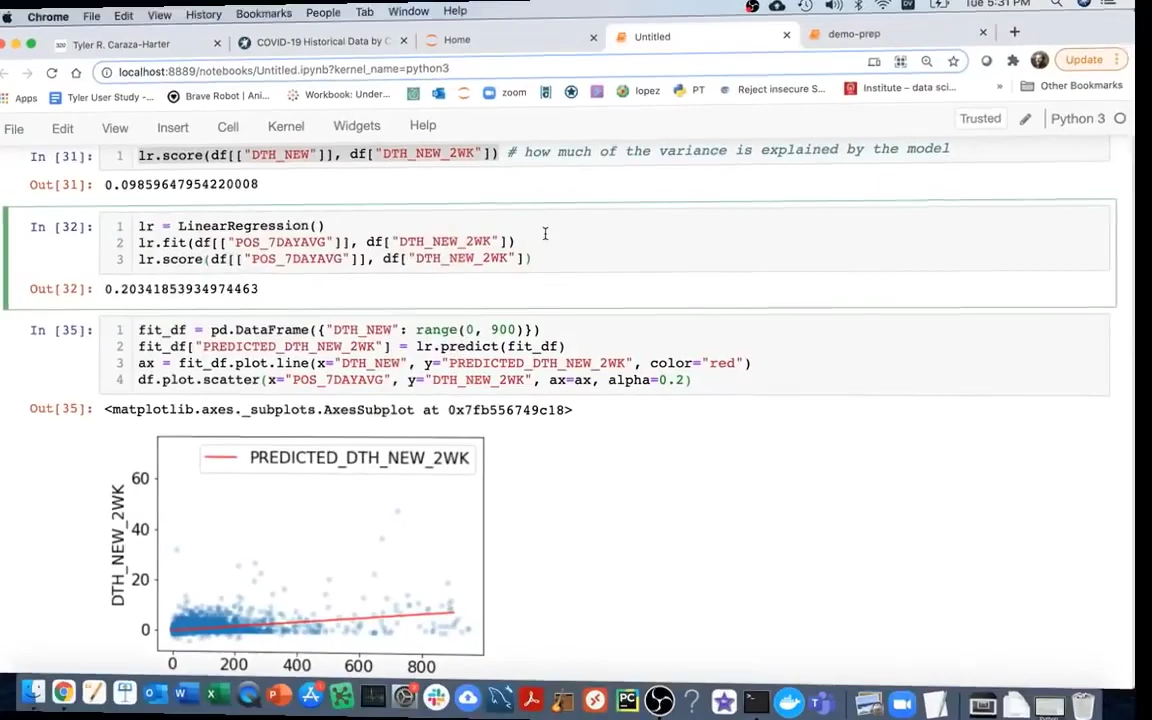 Chrome File Edit View History Bookmarks People Tab Window Help Tue 5:31 PM
Tyler R. Caraza-Harter COVID-19 Historical Data by C Home Untitled demo-prep
localhost:8889/notebooks/Untitled.ipynb?kernel_name=python3 Update
Apps Tyler User Study -... Brave Robot | Ani... Workbook: Under... zoom lopez PT Reject insecure S... Institute – data sci... » Other Bookmarks
File Edit View Insert Cell Kernel Widgets Help Trusted Python 3
In [31]: 1 lr.score(df[["DTH_NEW"]], df["DTH_NEW_2WK"]) # how much of the variance is explained by the model
Out[31]: 0.09859647954220008
In [32]: 1 lr = LinearRegression()
2 lr.fit(df[["POS_7DAYAVG"]], df["DTH_NEW_2WK"])
3 lr.score(df[["POS_7DAYAVG"]], df["DTH_NEW_2WK"])
Out[32]: 0.20341853934974463
In [35]: 1 fit_df = pd.DataFrame({"DTH_NEW": range(0, 900)})
2 fit_df["PREDICTED_DTH_NEW_2WK"] = lr.predict(fit_df)
3 ax = fit_df.plot.line(x="DTH_NEW", y="PREDICTED_DTH_NEW_2WK", color="red")
4 df.plot.scatter(x="POS_7DAYAVG", y="DTH_NEW_2WK", ax=ax, alpha=0.2)
Out[35]: <matplotlib.axes._subplots.AxesSubplot at 0x7fb556749c18>
PREDICTED_DTH_NEW_2WK
DTH_NEW_2WK
60
40
20
0
0 200 400 600 800